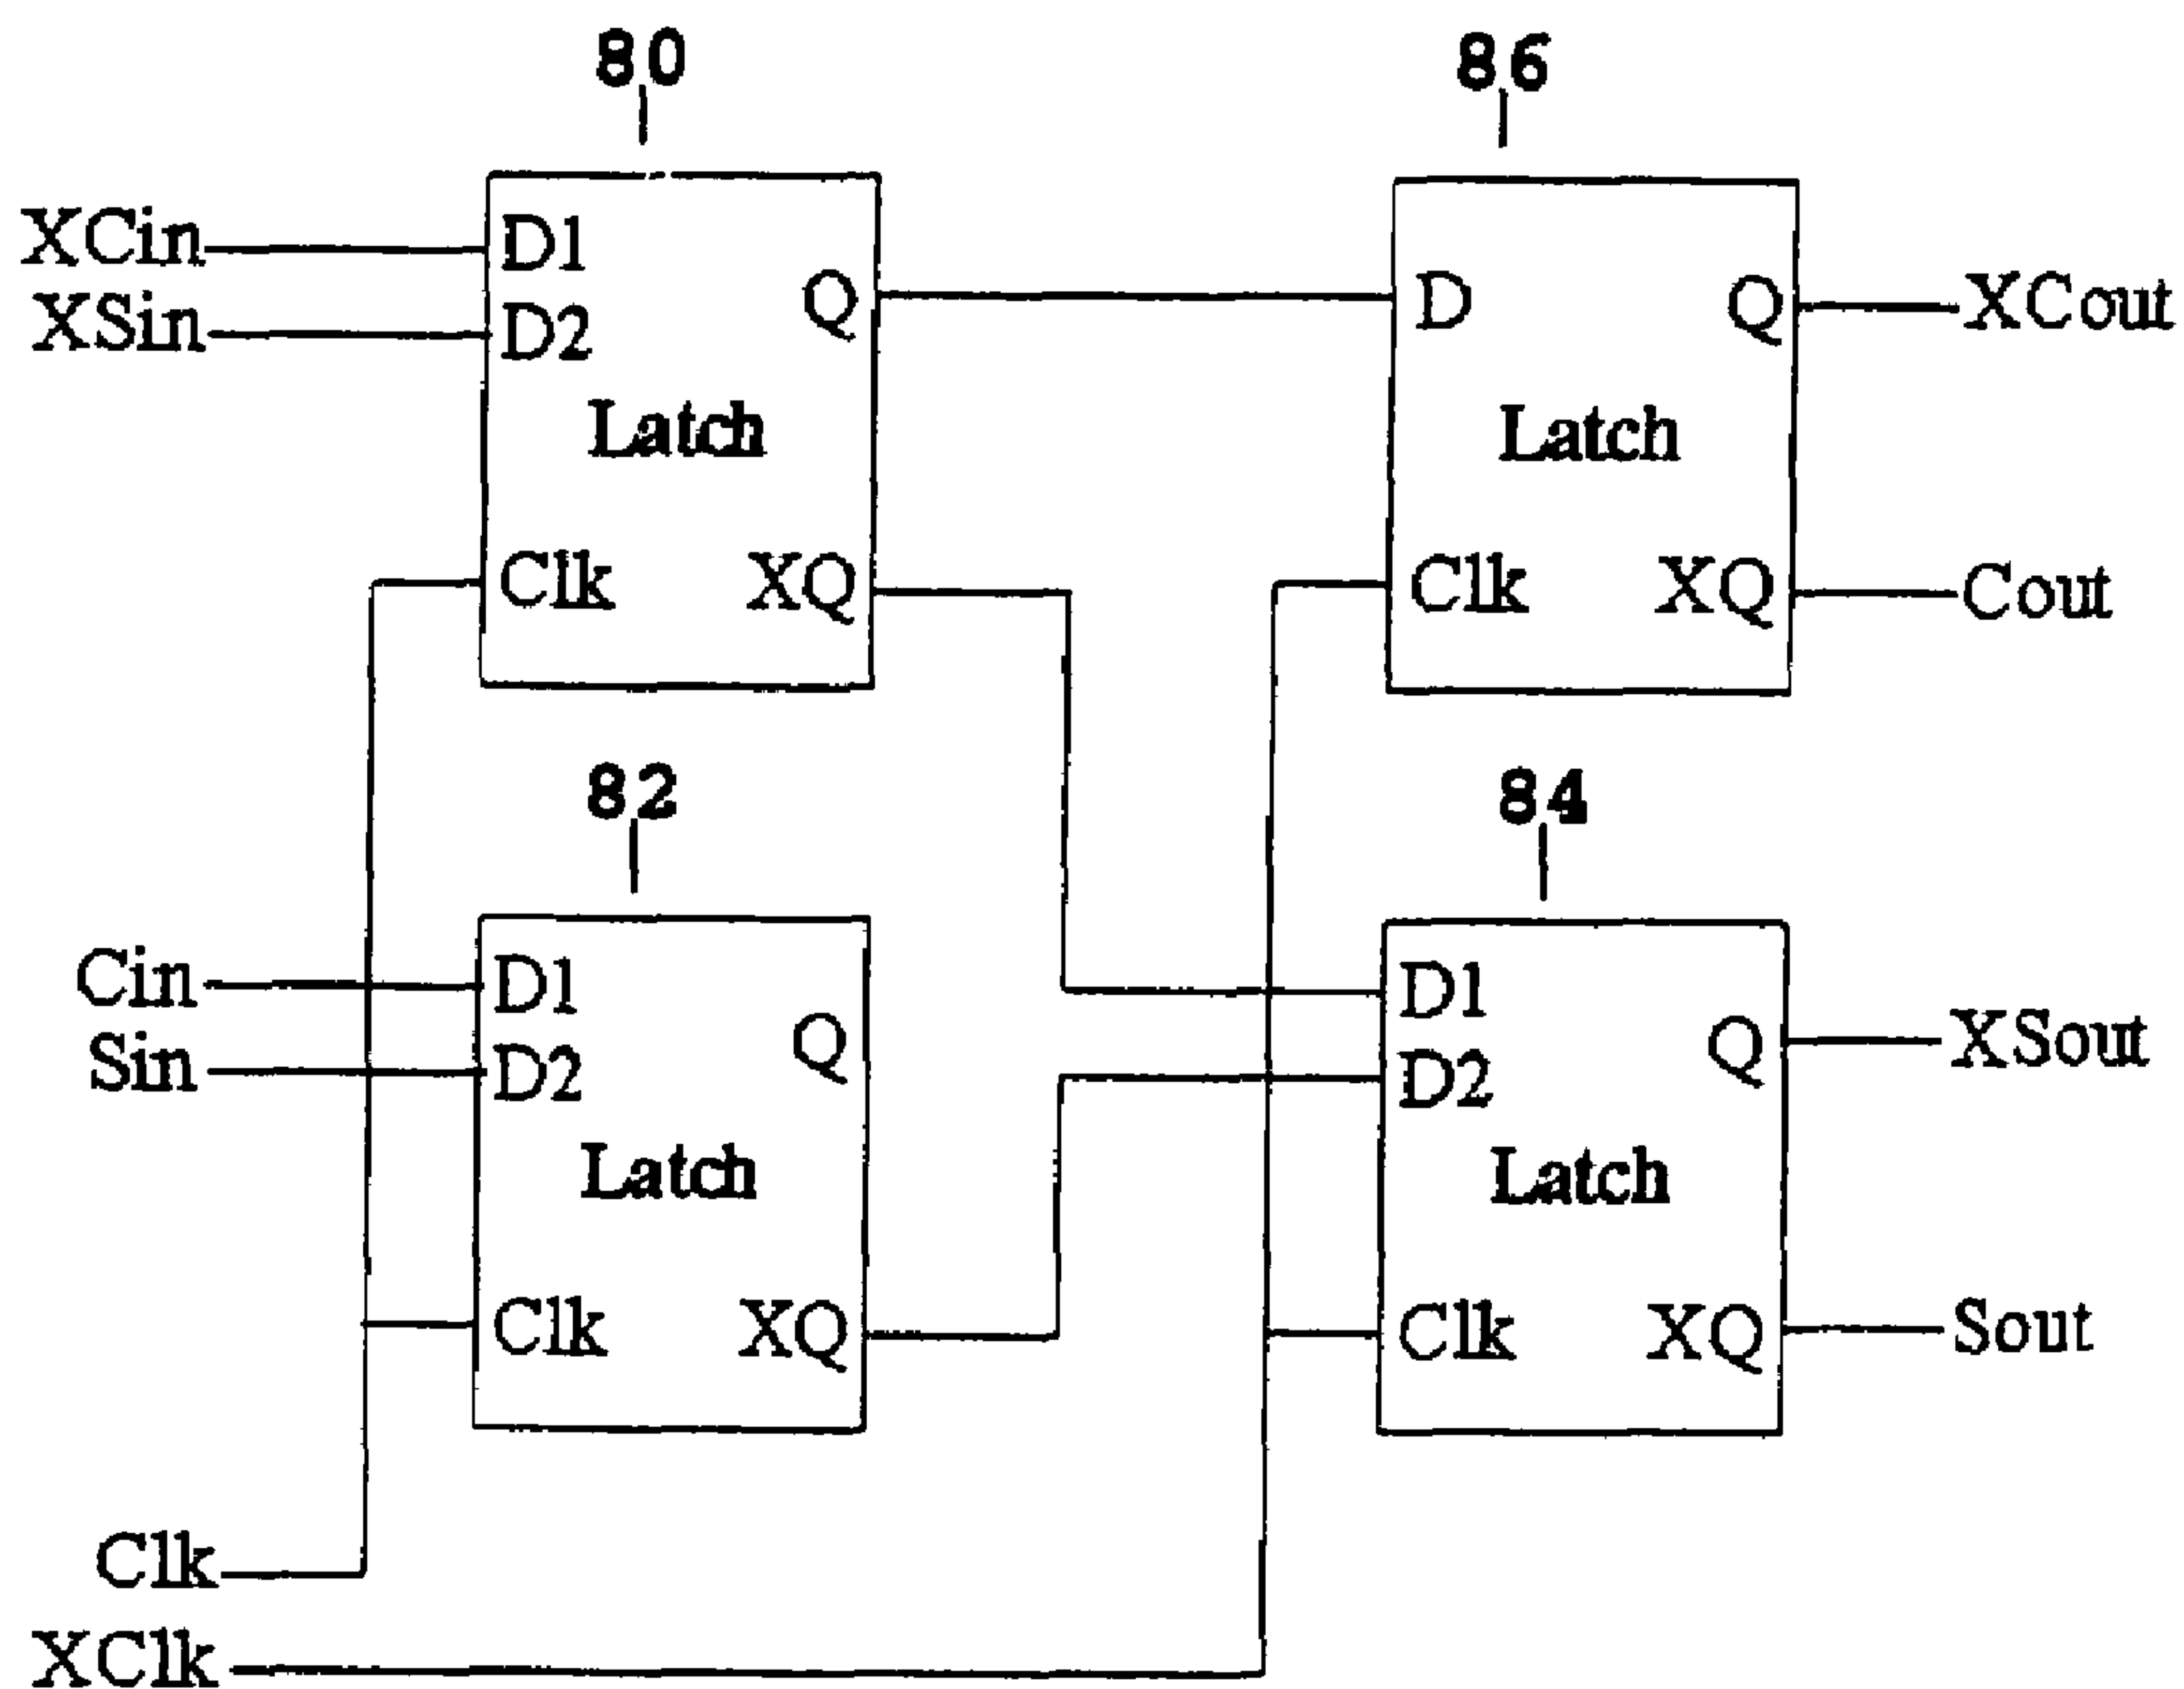 80
86
XCin
D1
XSin
D2
Q
Latch
Clk
XQ
D
Q
XCout
Latch
Clk
XQ
Cout
82
84
Cin
D1
Sin
D2
Q
Latch
Clk
XQ
D1
D2
Q
XSout
Latch
Clk
XQ
Sout
Clk
XClk